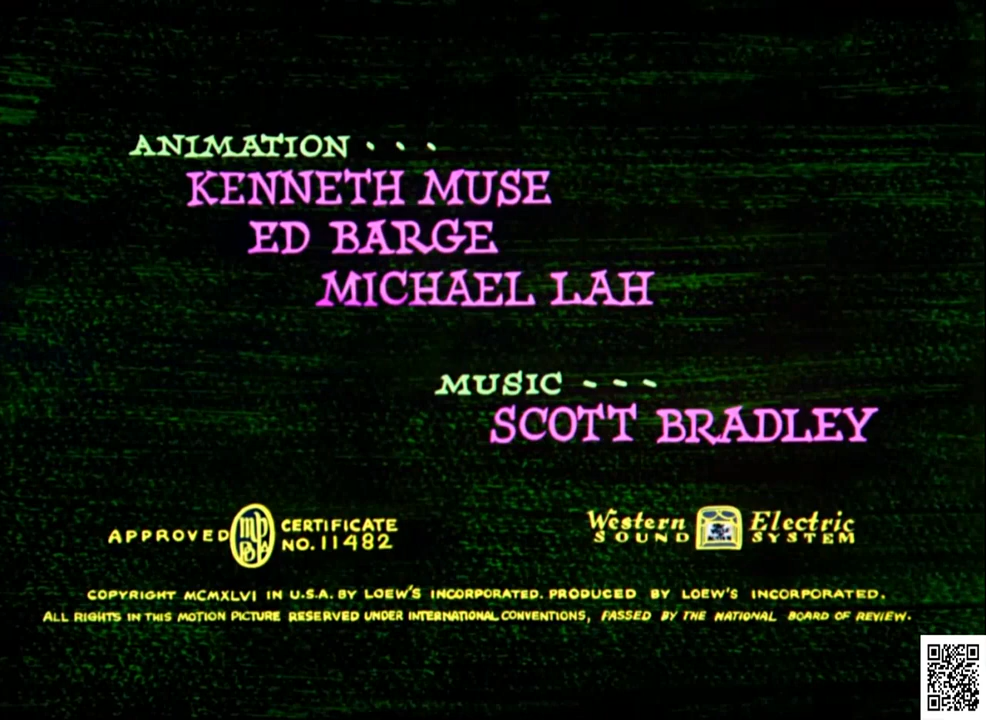 ANIMATION . . .
KENNETH MUSE
ED BARGE
MICHAEL LAH
MUSIC - - -
SCOTT BRADLEY
APPROVED MPPDA CERTIFICATE NO. 11482
Western Electric
SOUND SYSTEM
COPYRIGHT MCMXLVI IN U.S.A. BY LOEW'S INCORPORATED. PRODUCED BY LOEW'S INCORPORATED.
ALL RIGHTS IN THIS MOTION PICTURE RESERVED UNDER INTERNATIONAL CONVENTIONS, PASSED BY THE NATIONAL BOARD OF REVIEW.